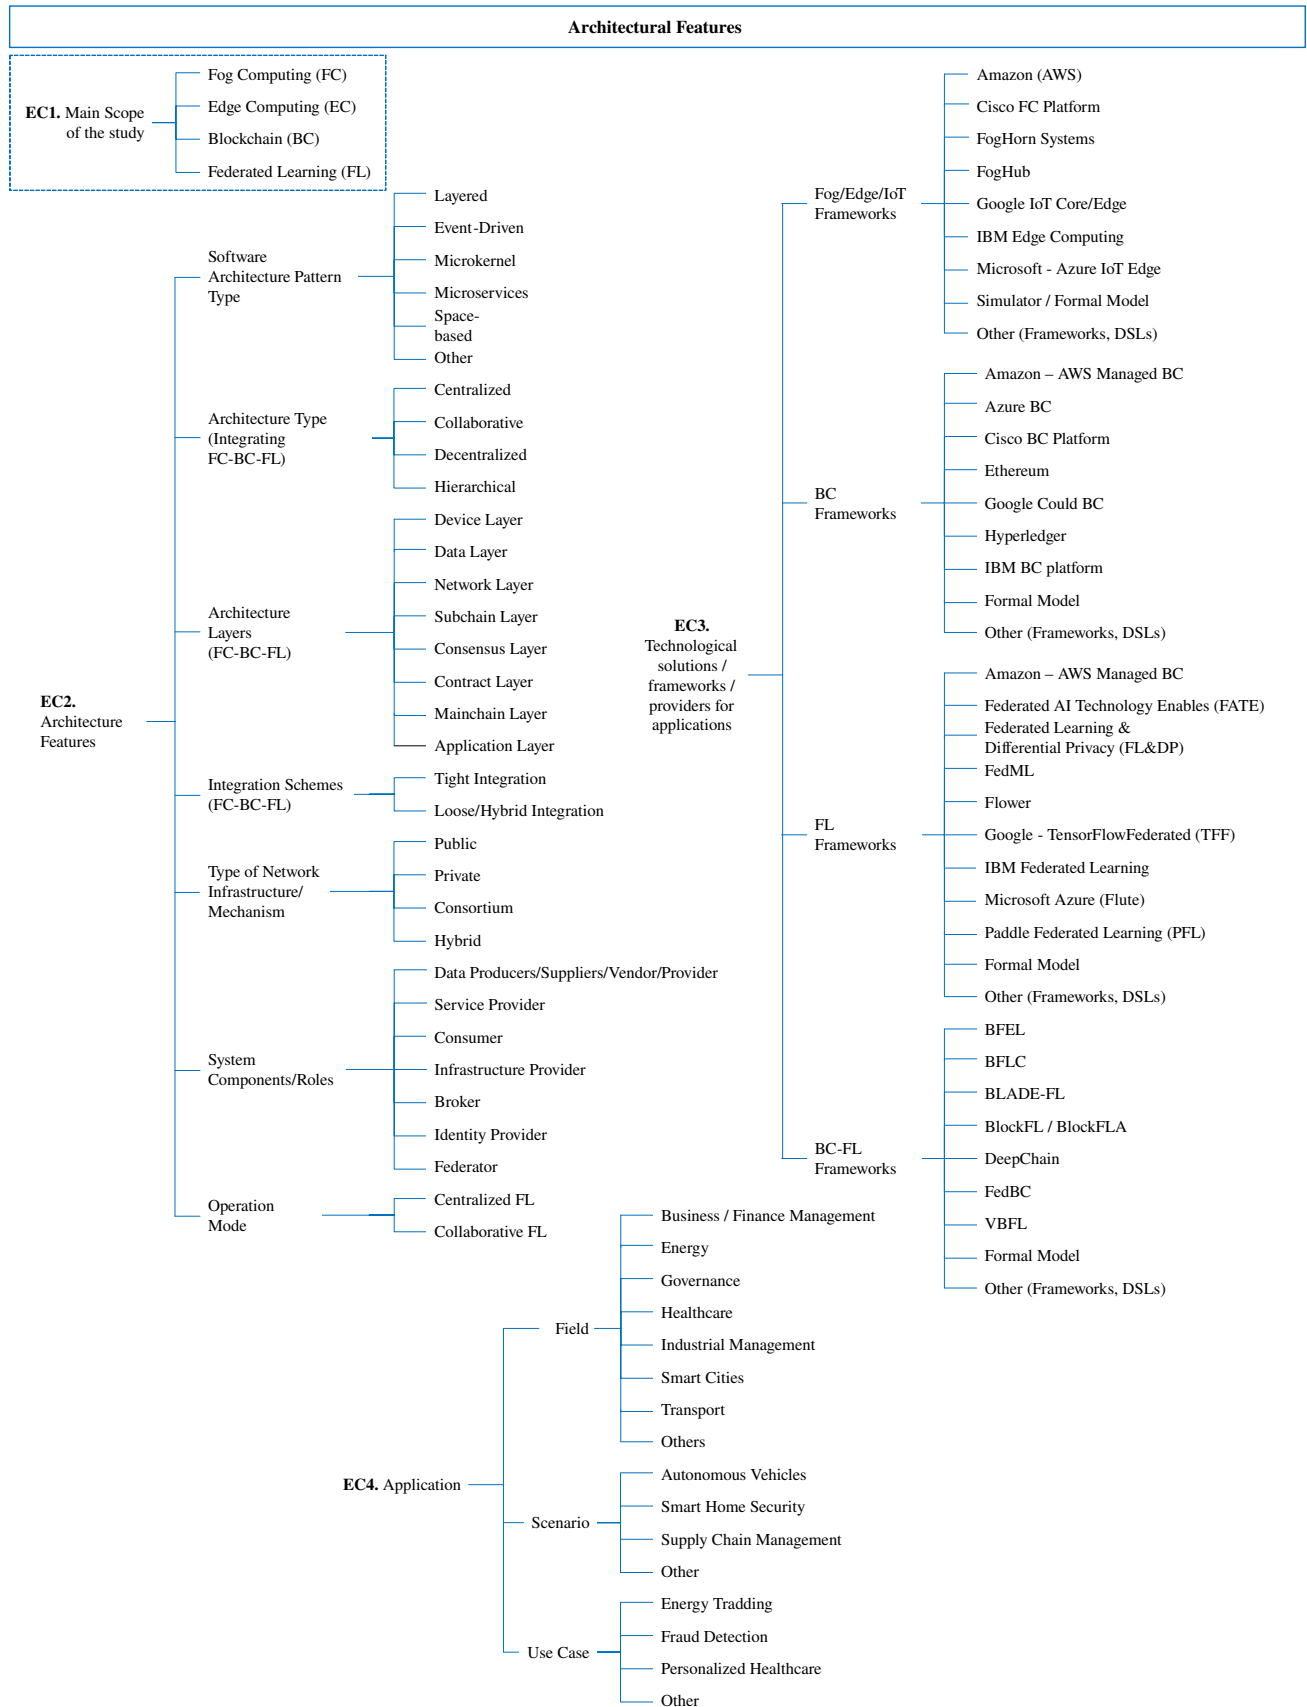 Architectural Features
EC1. Main Scope
of the study
Fog Computing (FC)
Edge Computing (EC)
Blockchain (BC)
Federated Learning (FL)
EC2.
Architecture
Features
Software
Architecture Pattern
Type
Layered
Event-Driven
Microkernel
Microservices
Space-
based
Other
Architecture Type
(Integrating
FC-BC-FL)
Centralized
Collaborative
Decentralized
Hierarchical
Architecture
Layers
(FC-BC-FL)
Device Layer
Data Layer
Network Layer
Subchain Layer
Consensus Layer
Contract Layer
Mainchain Layer
Application Layer
Integration Schemes
(FC-BC-FL)
Tight Integration
Loose/Hybrid Integration
Type of Network
Infrastructure/
Mechanism
Public
Private
Consortium
Hybrid
System
Components/Roles
Data Producers/Suppliers/Vendor/Provider
Service Provider
Consumer
Infrastructure Provider
Broker
Identity Provider
Federator
Operation
Mode
Centralized FL
Collaborative FL
EC3.
Technological
solutions /
frameworks /
providers for
applications
Fog/Edge/IoT
Frameworks
Amazon (AWS)
Cisco FC Platform
FogHorn Systems
FogHub
Google IoT Core/Edge
IBM Edge Computing
Microsoft - Azure IoT Edge
Simulator / Formal Model
Other (Frameworks, DSLs)
BC
Frameworks
Amazon – AWS Managed BC
Azure BC
Cisco BC Platform
Ethereum
Google Could BC
Hyperledger
IBM BC platform
Formal Model
Other (Frameworks, DSLs)
FL
Frameworks
Amazon – AWS Managed BC
Federated AI Technology Enables (FATE)
Federated Learning &
Differential Privacy (FL&DP)
FedML
Flower
Google - TensorFlowFederated (TFF)
IBM Federated Learning
Microsoft Azure (Flute)
Paddle Federated Learning (PFL)
Formal Model
Other (Frameworks, DSLs)
BC-FL
Frameworks
BFEL
BFLC
BLADE-FL
BlockFL / BlockFLA
DeepChain
FedBC
VBFL
Formal Model
Other (Frameworks, DSLs)
EC4. Application
Field
Business / Finance Management
Energy
Governance
Healthcare
Industrial Management
Smart Cities
Transport
Others
Scenario
Autonomous Vehicles
Smart Home Security
Supply Chain Management
Other
Use Case
Energy Tradding
Fraud Detection
Personalized Healthcare
Other